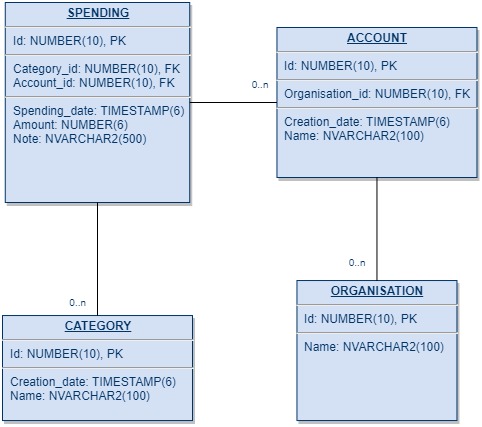 SPENDING
Id: NUMBER(10), PK
Category_id: NUMBER(10), FK
Account_id: NUMBER(10), FK
Spending_date: TIMESTAMP(6)
Amount: NUMBER(6)
Note: NVARCHAR2(500)
0..n
ACCOUNT
Id: NUMBER(10), PK
Organisation_id: NUMBER(10), FK
Creation_date: TIMESTAMP(6)
Name: NVARCHAR2(100)
0..n
0..n
CATEGORY
Id: NUMBER(10), PK
Creation_date: TIMESTAMP(6)
Name: NVARCHAR2(100)
ORGANISATION
Id: NUMBER(10), PK
Name: NVARCHAR2(100)